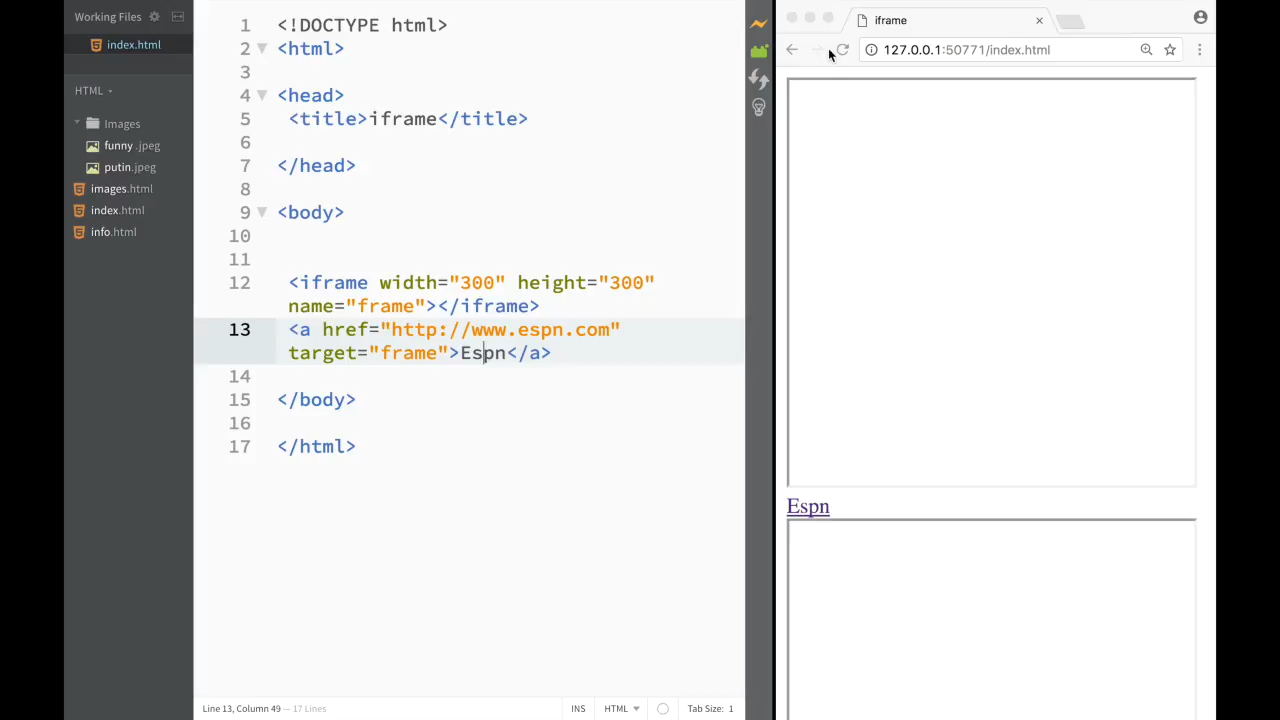 Working Files
index.html
HTML
Images
funny .jpeg
putin.jpeg
images.html
index.html
info.html
1 <!DOCTYPE html>
2 <html>
3
4 <head>
5 <title>iframe</title>
6
7 </head>
8
9 <body>
10
11
12 <iframe width="300" height="300"
name="frame"></iframe>
13 <a href="http://www.espn.com"
target="frame">Espn</a>
14
15 </body>
16
17 </html>
Line 13, Column 49 — 17 Lines
INS
HTML
Tab Size: 1
iframe
127.0.0.1:50771/index.html
Espn